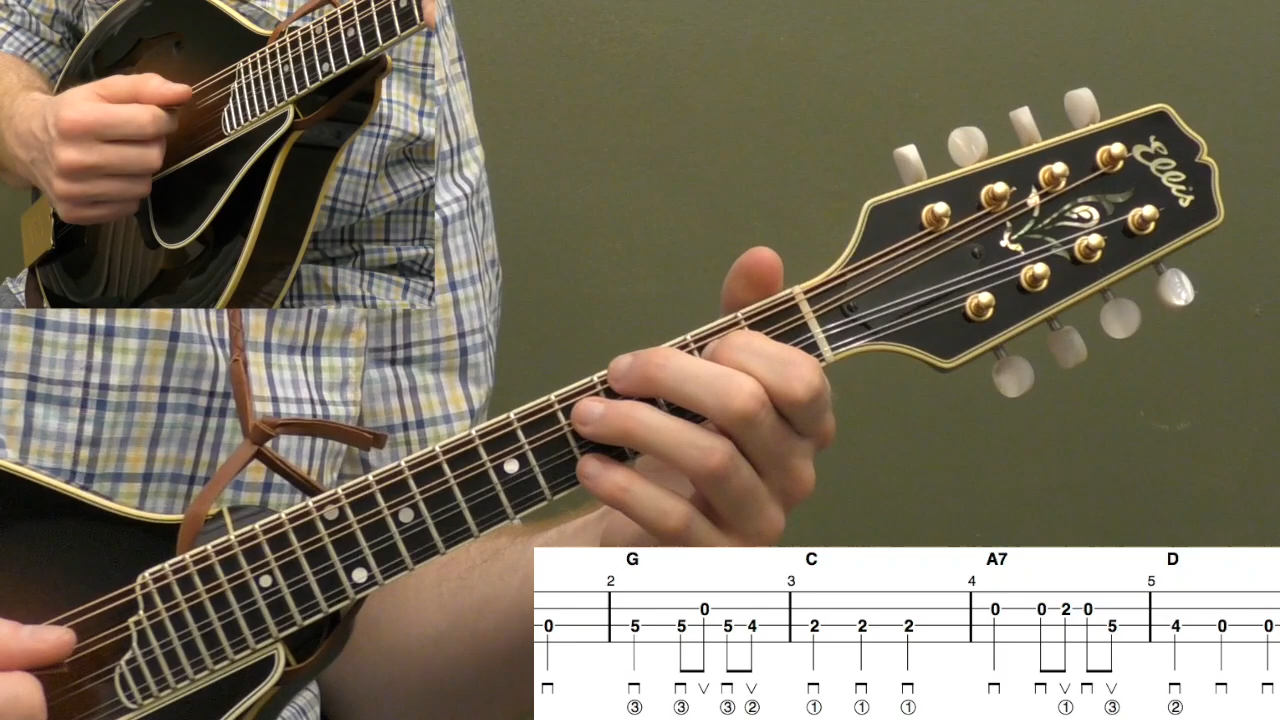 Ellis
G C A7 D
2 3 4 5
0 0 0 2 0
0 5 5 5 4 2 2 2 5 4 0 0
③ ③ ③ ② ① ① ① ① ③ ②